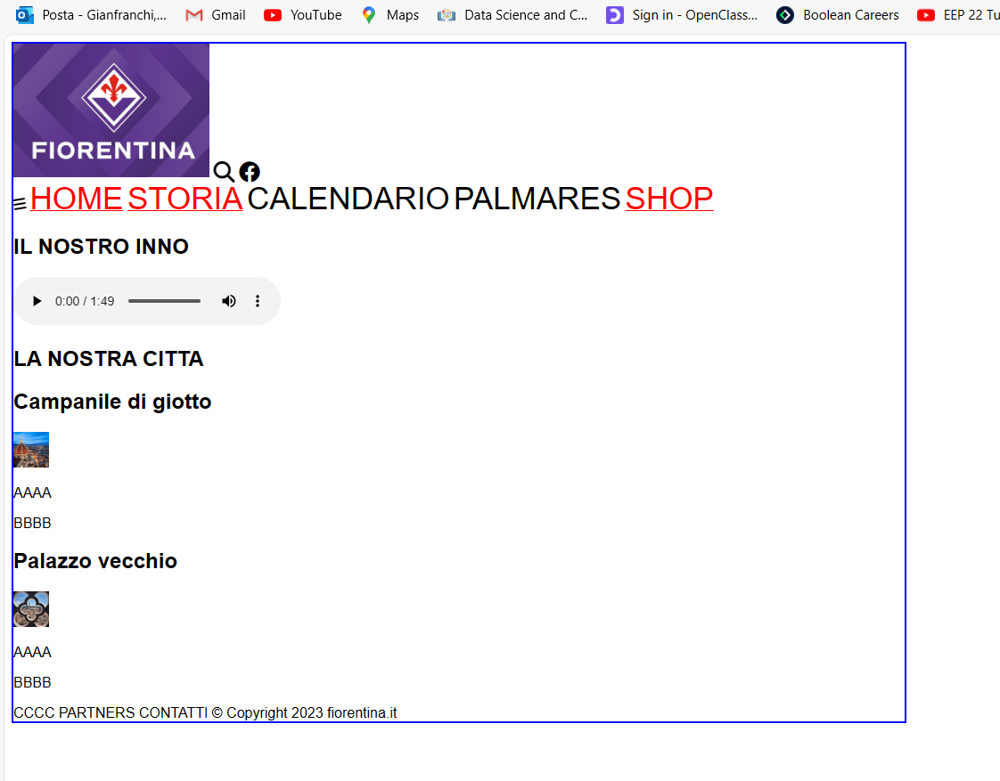 Posta - Gianfranchi,... Gmail YouTube Maps Data Science and C... Sign in - OpenClass... Boolean Careers EEP 22 Tu
FIORENTINA
HOME STORIA CALENDARIO PALMARES SHOP
IL NOSTRO INNO
0:00 / 1:49
LA NOSTRA CITTA
Campanile di giotto
AAAA
BBBB
Palazzo vecchio
AAAA
BBBB
CCCC PARTNERS CONTATTI © Copyright 2023 fiorentina.it